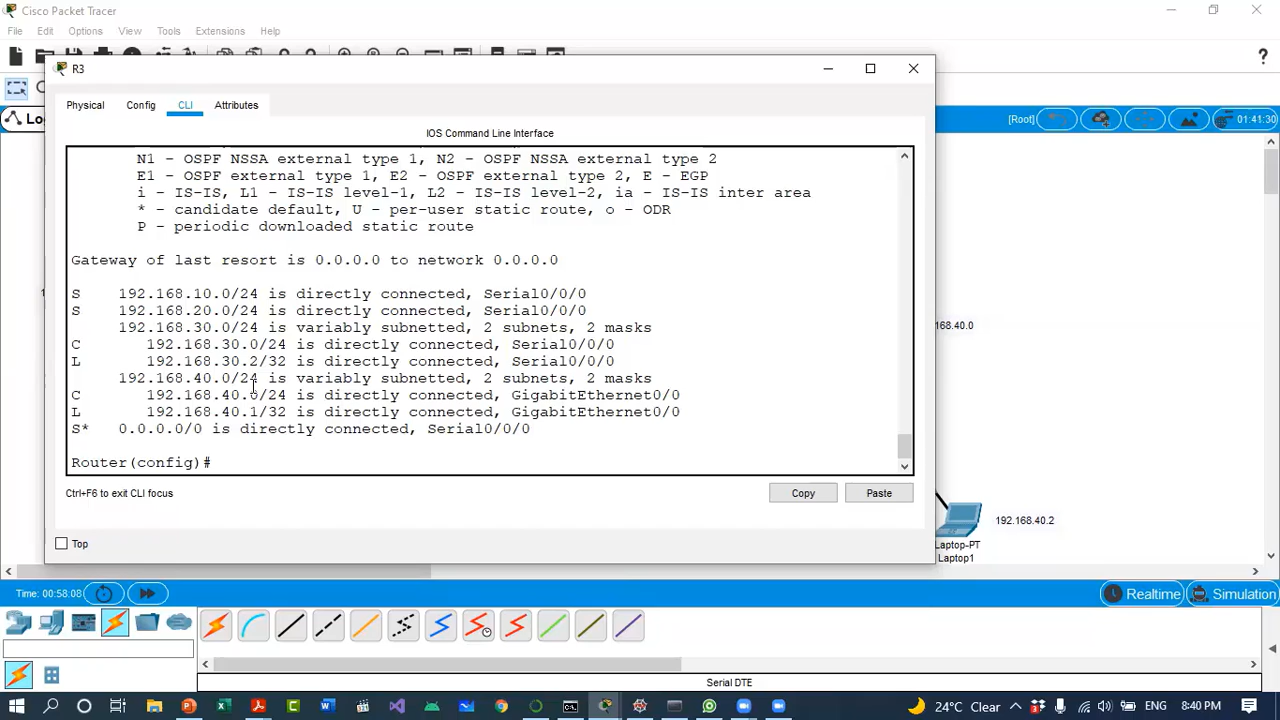 Cisco Packet Tracer
File Edit Options View Tools Extensions Help
?
R3
Physical Config CLI Attributes
[Root] 01:41:30
IOS Command Line Interface
N1 - OSPF NSSA external type 1, N2 - OSPF NSSA external type 2
E1 - OSPF external type 1, E2 - OSPF external type 2, E - EGP
i - IS-IS, L1 - IS-IS level-1, L2 - IS-IS level-2, ia - IS-IS inter area
* - candidate default, U - per-user static route, o - ODR
P - periodic downloaded static route
Gateway of last resort is 0.0.0.0 to network 0.0.0.0
S 192.168.10.0/24 is directly connected, Serial0/0/0
S 192.168.20.0/24 is directly connected, Serial0/0/0
192.168.30.0/24 is variably subnetted, 2 subnets, 2 masks
C 192.168.30.0/24 is directly connected, Serial0/0/0
L 192.168.30.2/32 is directly connected, Serial0/0/0
192.168.40.0/24 is variably subnetted, 2 subnets, 2 masks
C 192.168.40.0/24 is directly connected, GigabitEthernet0/0
L 192.168.40.1/32 is directly connected, GigabitEthernet0/0
S* 0.0.0.0/0 is directly connected, Serial0/0/0
Router(config)#
168.40.0
Ctrl+F6 to exit CLI focus
Copy Paste
192.168.40.2
Top
Laptop-PT
Laptop1
Time: 00:58:08
Realtime Simulation
Serial DTE
24°C Clear ENG 8:40 PM